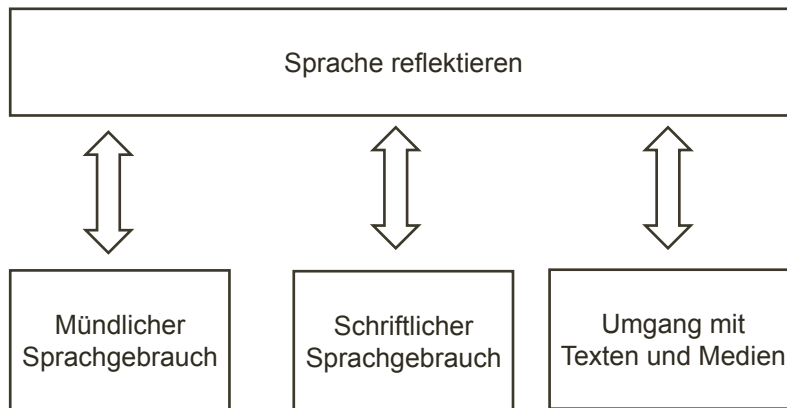 Sprache reflektieren
Mündlicher
Sprachgebrauch
Schriftlicher
Sprachgebrauch
Umgang mit
Texten und Medien